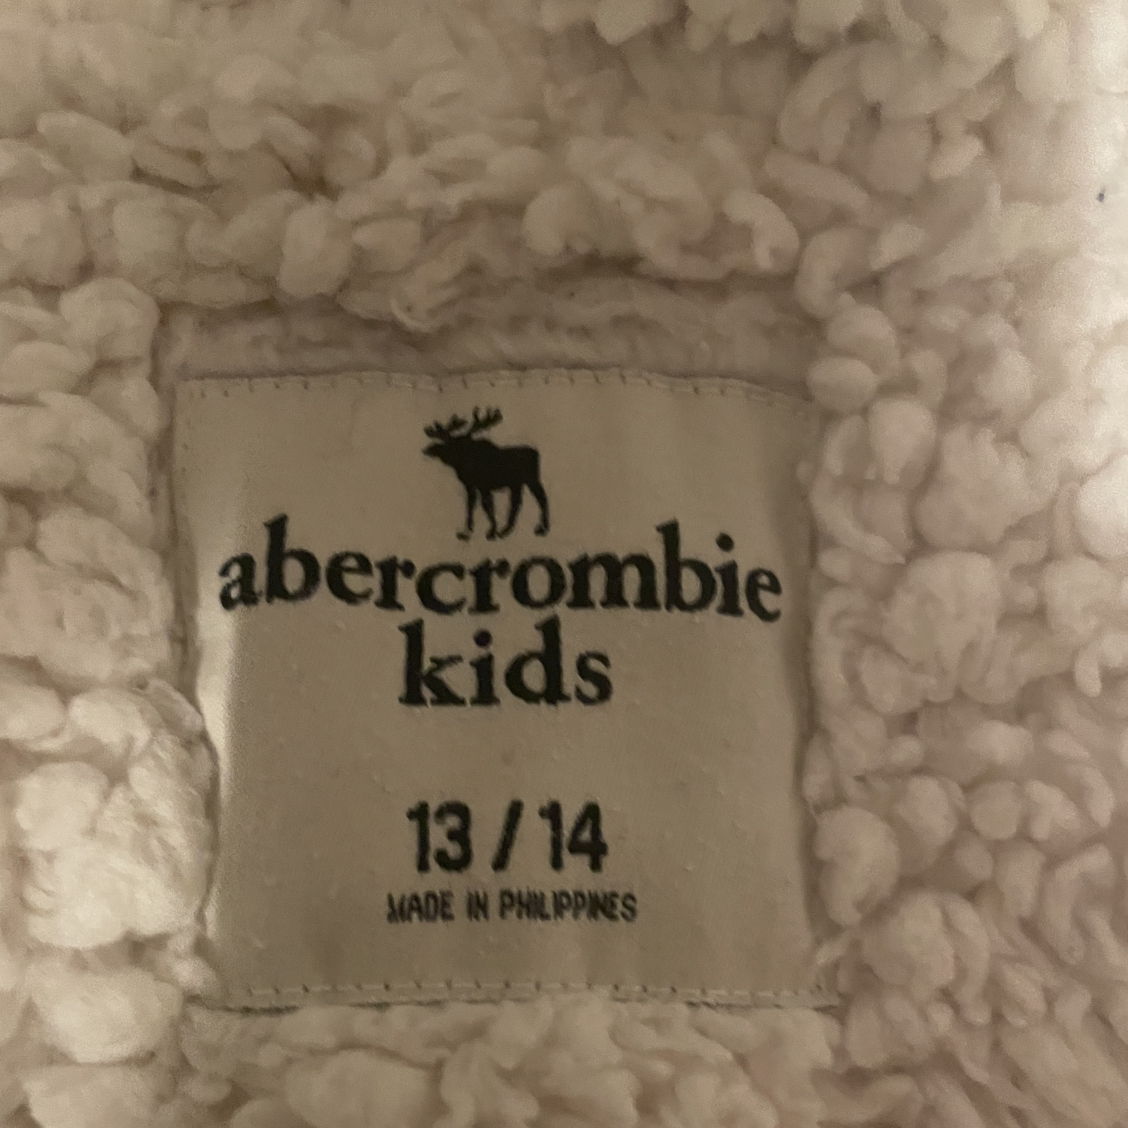 abercrombie
kids
13 / 14
MADE IN PHILIPPINES